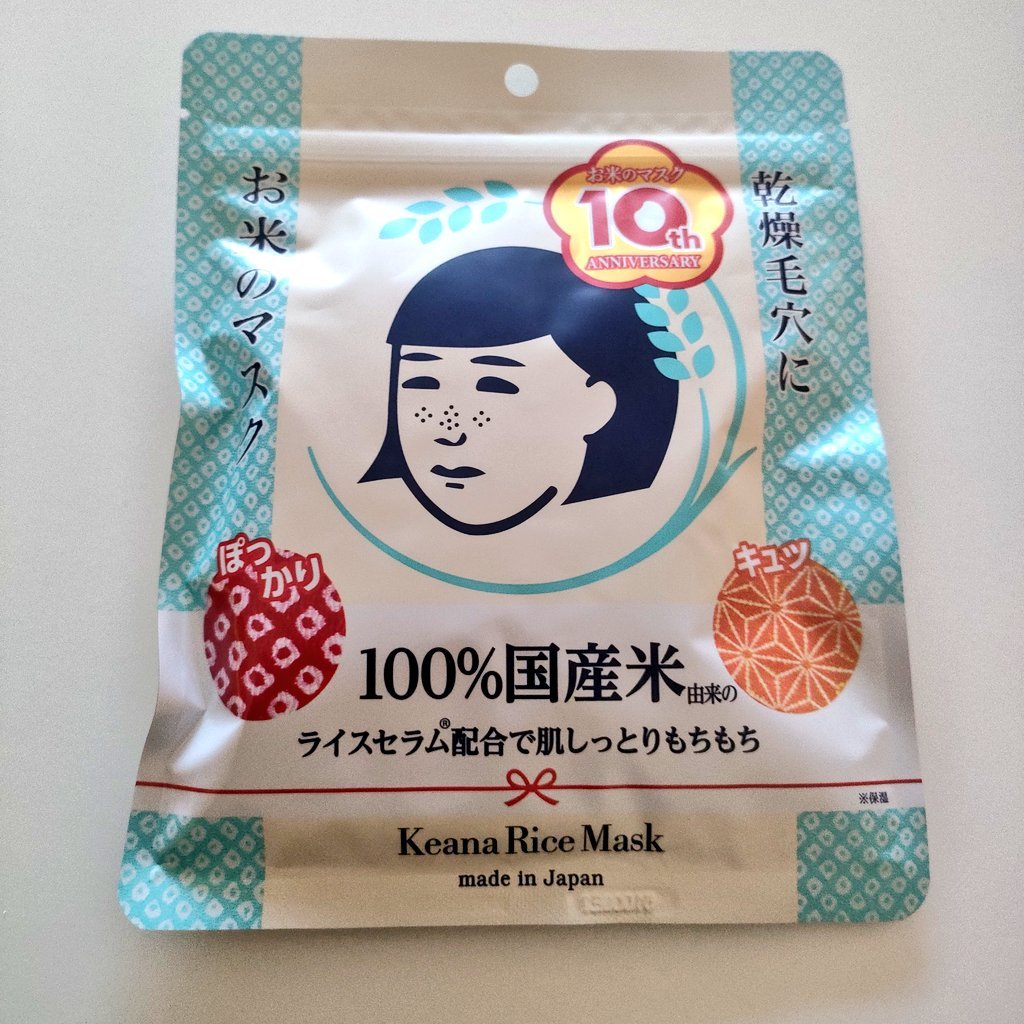 お米のマスク
10th
ANNIVERSARY
乾燥毛穴に
お米のマスク
ぽっかり
キュッ
100%国産米由来の
ライスセラム®配合で肌しっとりもちもち
※保湿
Keana Rice Mask
made in Japan